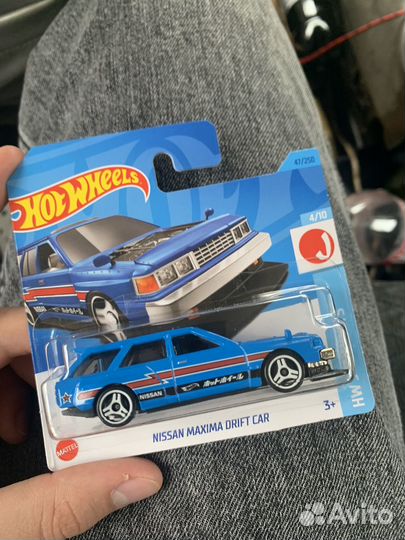 HOT WHEELS
47/250
4/10
J
NISSAN
ホットホイール
MATTEL
NISSAN MAXIMA DRIFT CAR
3+
HW
Avito